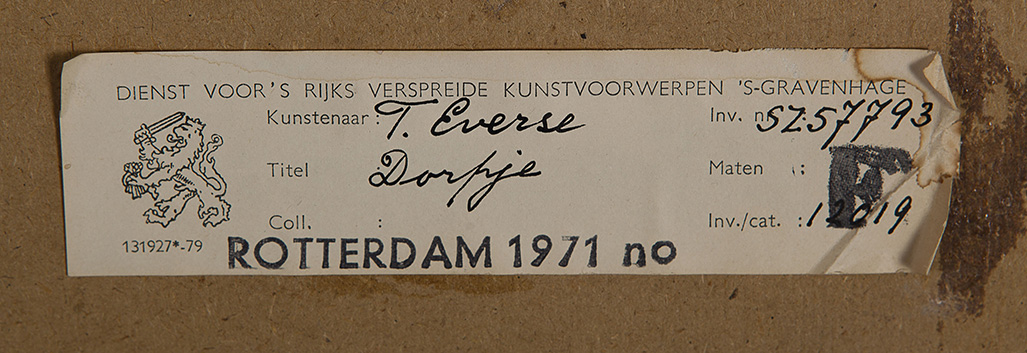 DIENST VOOR'S RIJKS VERSPREIDE KUNSTVOORWERPEN 'S-GRAVENHAGE
Kunstenaar: T. Everse Inv. nr.: SZ57793
Titel Dorpje Maten : F
Coll. : Inv./cat. : 12019
131927*-79 ROTTERDAM 1971 no